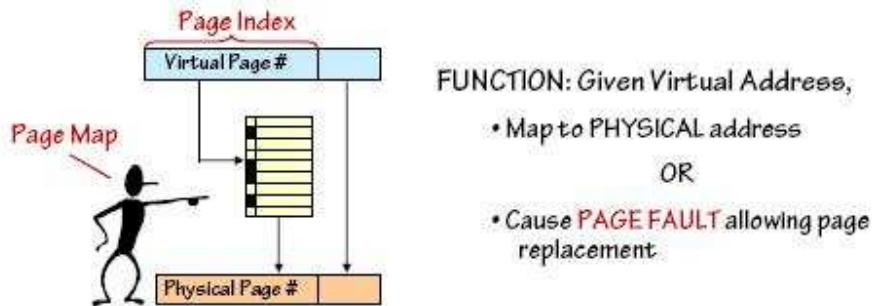 Page Index
Virtual Page #
Page Map
Physical Page #
FUNCTION: Given Virtual Address,
• Map to PHYSICAL address
OR
• Cause PAGE FAULT allowing page
replacement